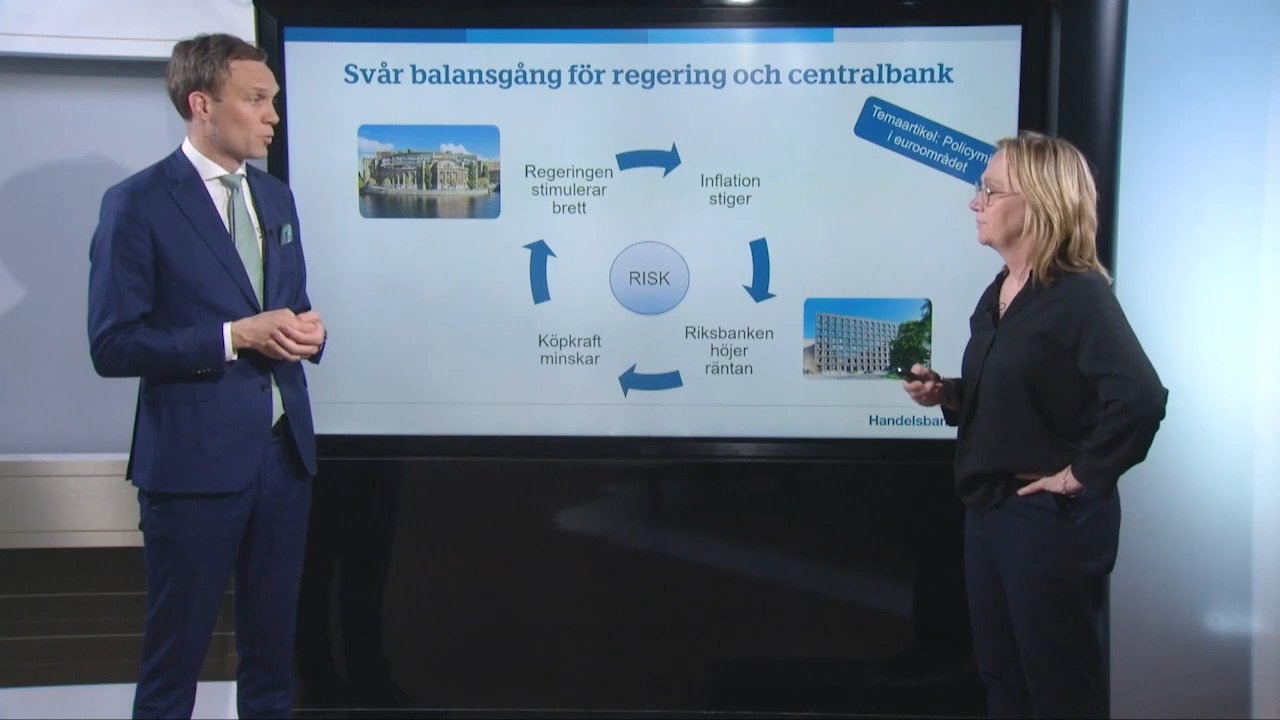 Svår balansgång för regering och centralbank
Temaartikel: Policymi
i euroområdet
Regeringen
stimulerar
brett
Inflation
stiger
RISK
Köpkraft
minskar
Riksbanken
höjer
räntan
Handelsban